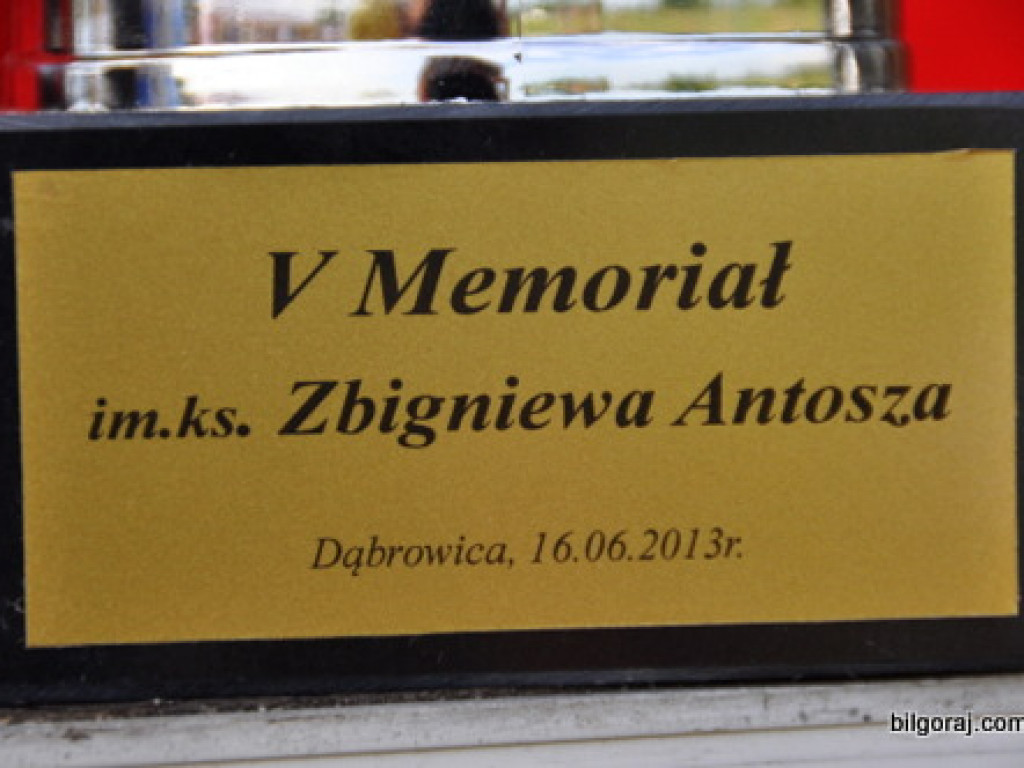 V Memoriał
im.ks. Zbigniewa Antosza
Dąbrowica, 16.06.2013r.
bilgoraj.com